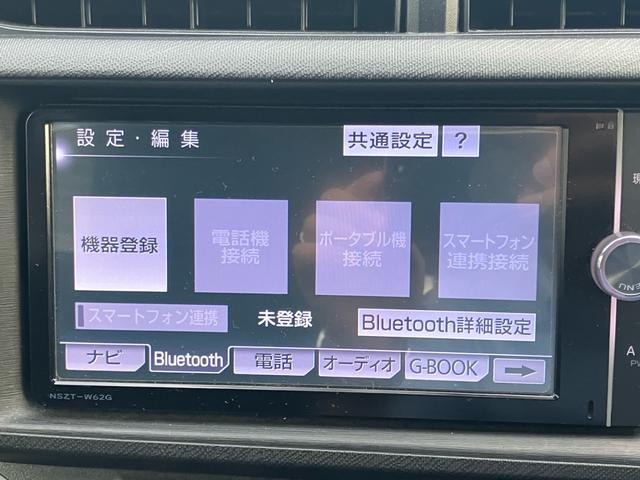 設定・編集 共通設定 ?
機器登録 電話機 ポータブル機 スマートフォン
接続 接続 連携接続
スマートフォン連携 未登録 Bluetooth詳細設定
ナビ Bluetooth 電話 オーディオ G-BOOK
NSZT-W62G
現
MENU
A